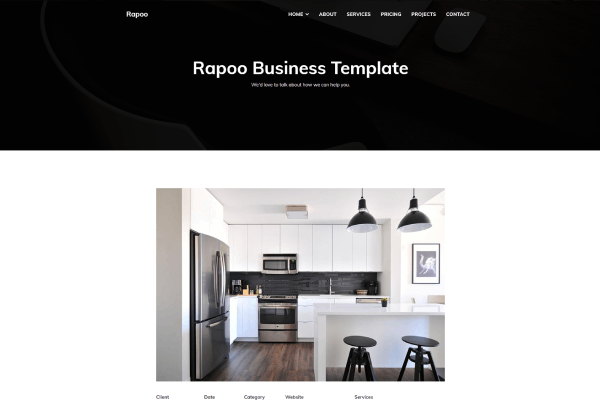 Rapoo
HOME ABOUT SERVICES PRICING PROJECTS CONTACT
Rapoo Business Template
We'd love to talk about how we can help you.
Client Date Category Website Services